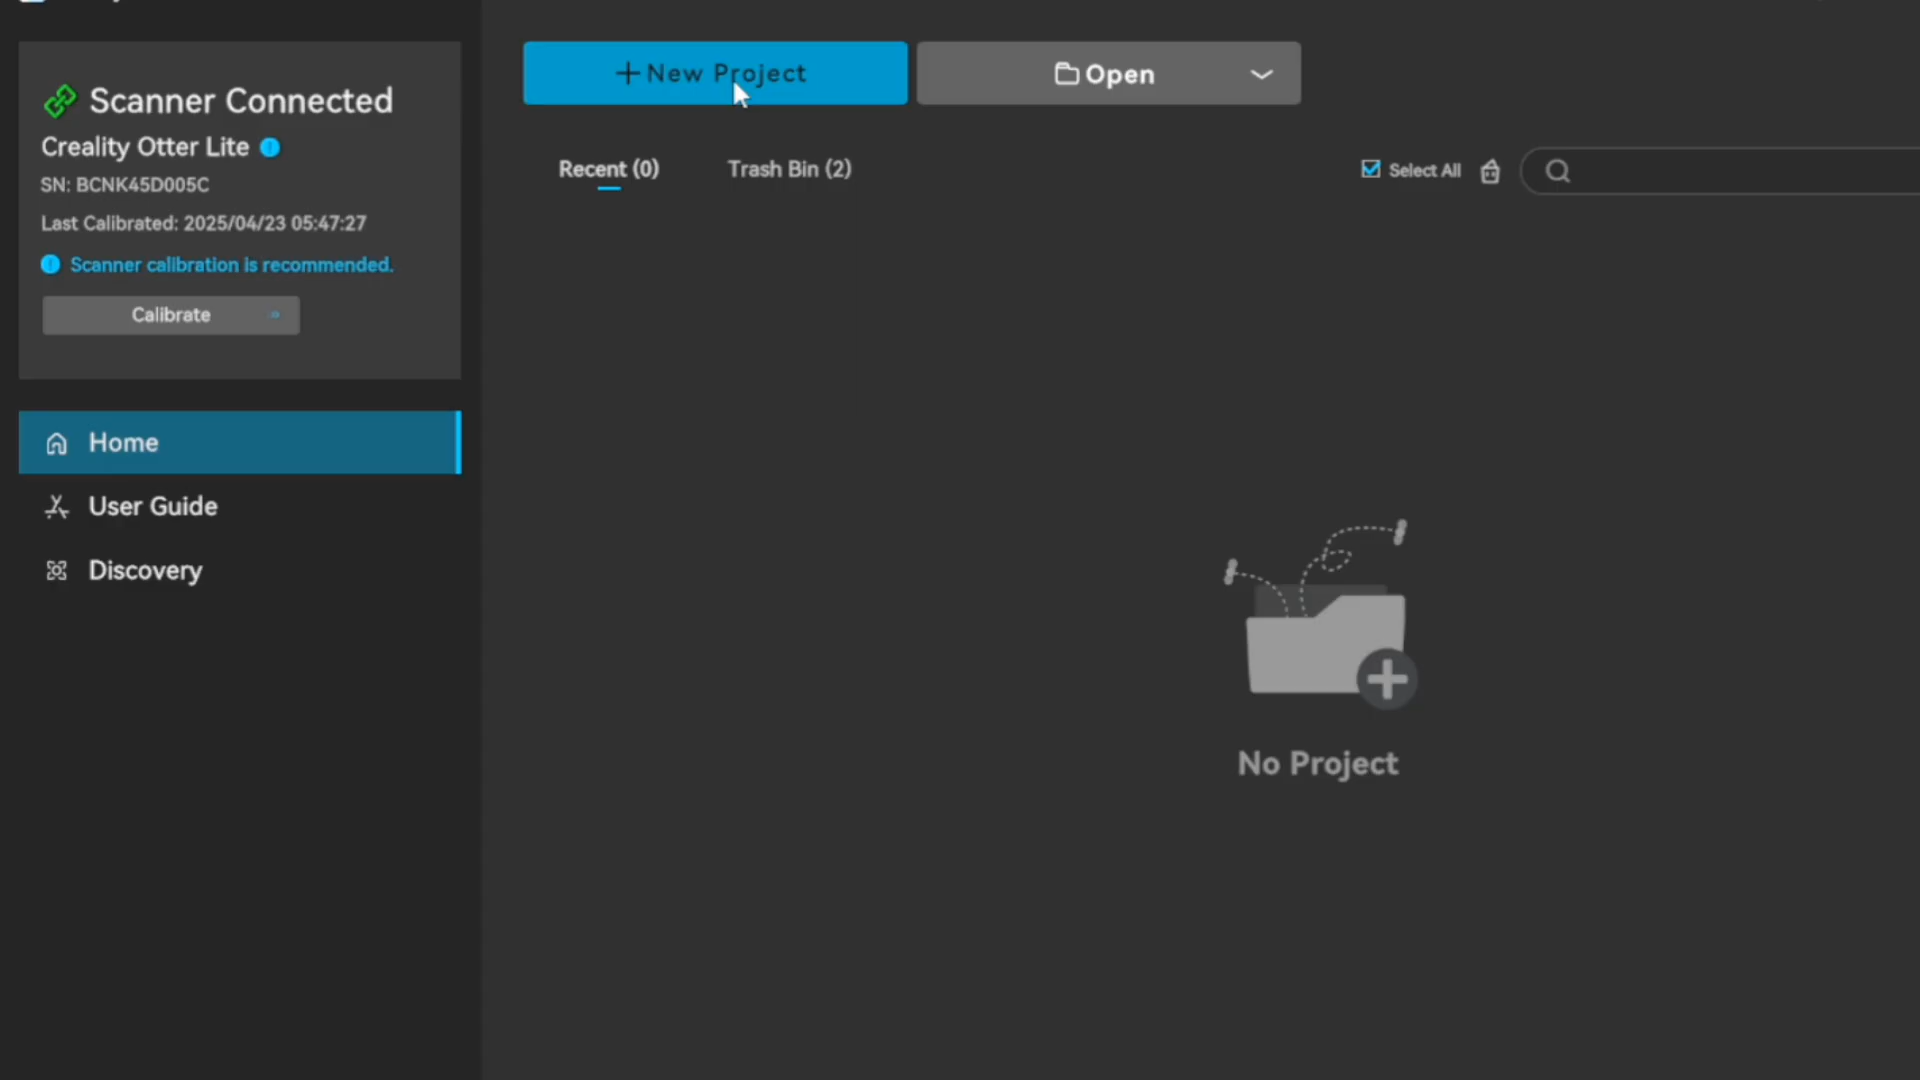 Scanner Connected
Creality Otter Lite
SN: BCNK45D005C
Last Calibrated: 2025/04/23 05:47:27
Scanner calibration is recommended.
Calibrate
Home
User Guide
Discovery
New Project
Open
Recent (0)
Trash Bin (2)
Select All
No Project